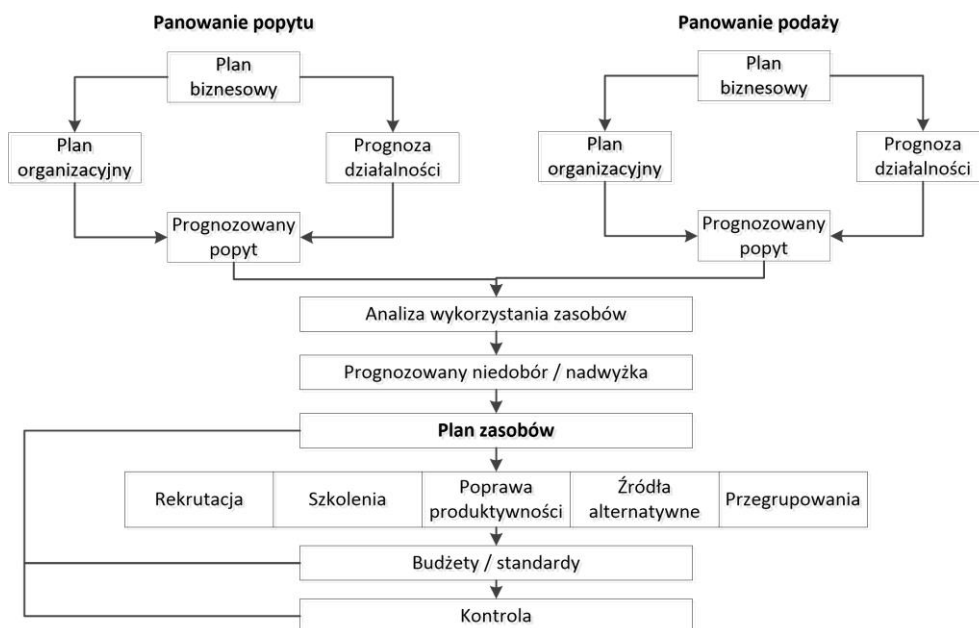 Panowanie popytu
Plan
biznesowy
Plan
organizacyjny
Prognoza
działalności
Prognozowany
popyt
Panowanie podaży
Plan
biznesowy
Plan
organizacyjny
Prognoza
działalności
Prognozowany
popyt
Analiza wykorzystania zasobów
Prognozowany niedobór / nadwyżka
Plan zasobów
Rekrutacja
Szkolenia
Poprawa
produktywności
Źródła
alternatywne
Przegrupowania
Budżety / standardy
Kontrola